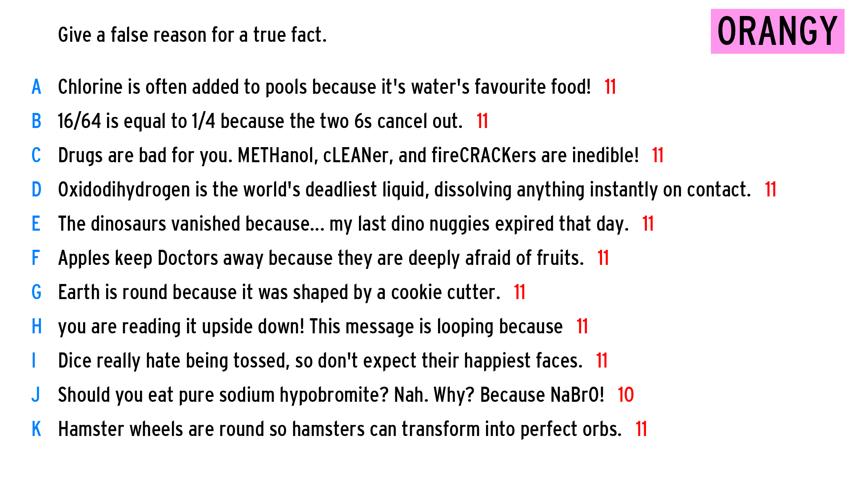 Give a false reason for a true fact.
ORANGY
A Chlorine is often added to pools because it's water's favourite food! 11
B 16/64 is equal to 1/4 because the two 6s cancel out. 11
C Drugs are bad for you. METHanol, cLEANer, and fireCRACKers are inedible! 11
D Oxidodihydrogen is the world's deadliest liquid, dissolving anything instantly on contact. 11
E The dinosaurs vanished because... my last dino nuggies expired that day. 11
F Apples keep Doctors away because they are deeply afraid of fruits. 11
G Earth is round because it was shaped by a cookie cutter. 11
H you are reading it upside down! This message is looping because 11
I Dice really hate being tossed, so don't expect their happiest faces. 11
J Should you eat pure sodium hypobromite? Nah. Why? Because NaBrO! 10
K Hamster wheels are round so hamsters can transform into perfect orbs. 11